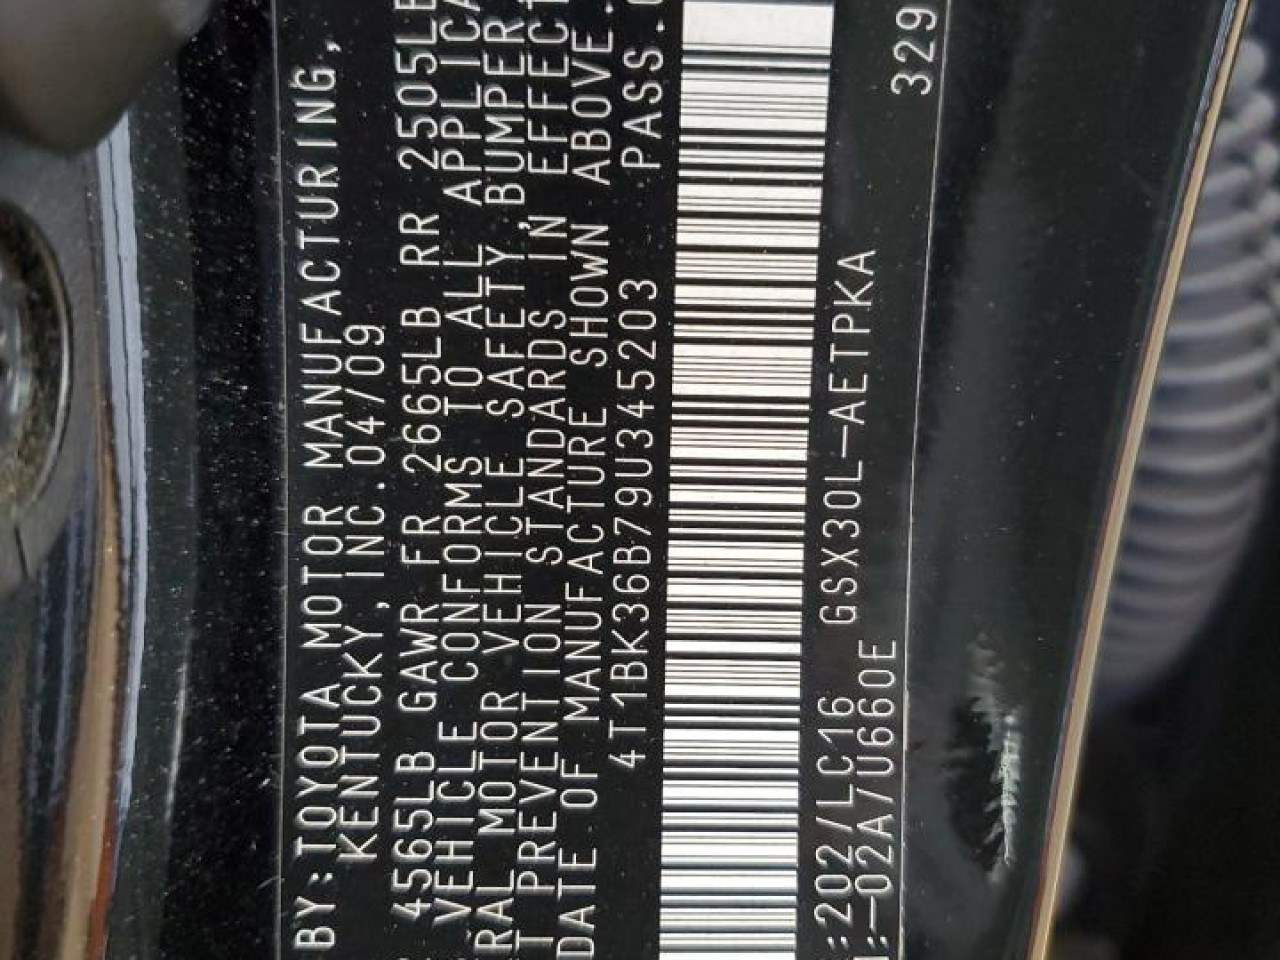 BY:TOYOTA MOTOR MANUFACTURING,
KENTUCKY,INC.04/09
4565LB GAWR FR 2665LB RR 2505LB
VEHICLE CONFORMS TO ALL APPLICA
RAL MOTOR VEHICLE SAFETY,BUMPER
T PREVENTION STANDARDS IN EFFECT
DATE OF MANUFACTURE SHOWN ABOVE.
4T1BK36B79U345203 PASS.
:202/LC16 GSX30L-AETPKA 329
:-02A/U660E